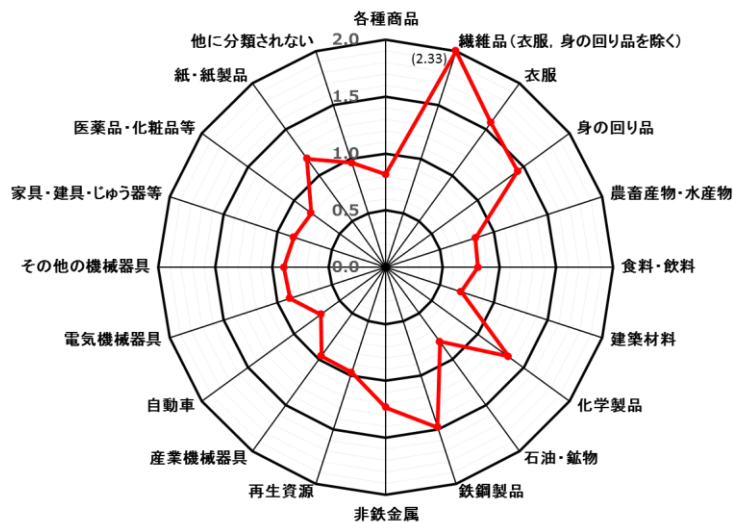 各種商品
繊維品(衣服, 身の回り品を除く)
(2.33)
衣服
身の回り品
農畜産物・水産物
食料・飲料
建築材料
化学製品
石油・鉱物
鉄鋼製品
非鉄金属
再生資源
産業機械器具
自動車
電気機械器具
その他の機械器具
家具・建具・じゅう器等
医薬品・化粧品等
紙・紙製品
他に分類されない
2.0
1.5
1.0
0.5
0.0